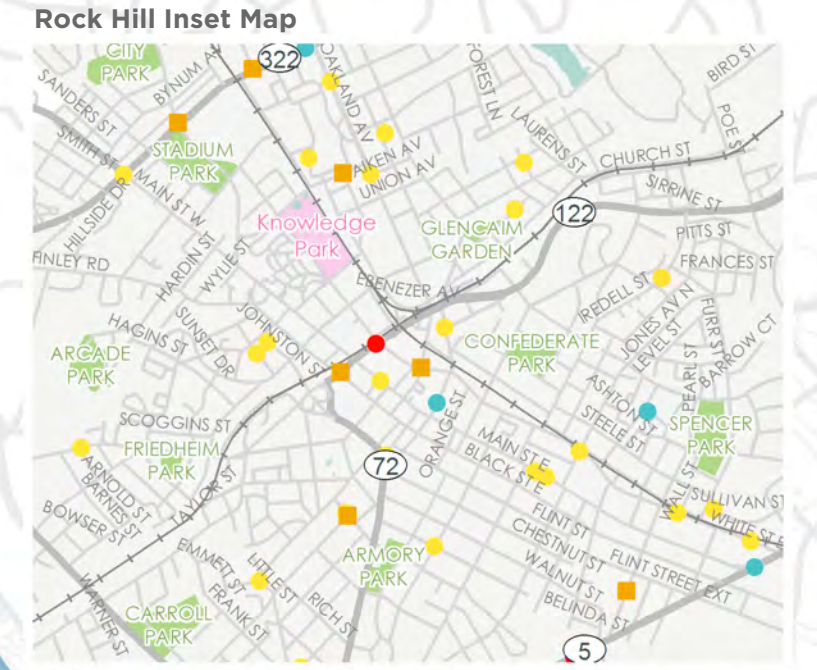 Rock Hill Inset Map
CITY
PARK
322
BYNUM A
OAKLAND AV
FOREST LN
BIRD ST
SANDERS ST
SMITH ST
STADIUM
PARK
AIKEN AV
UNION AV
LAURENS ST
CHURCH ST
POE S
SIRRINE ST
122
PITTS ST
FRANCES ST
HILLSIDE DR
MAIN ST W
Knowledge
Park
GLENCAIM
GARDEN
FINLEY RD
HARDIN ST
WYLIE ST
EBENEZER AV
IREDELL ST
JONES AV N
LEVEL ST
FURR ST
BARROW CT
HAGINS ST
SUNSET DR
JOHNSTON ST
CONFEDERATE
PARK
ARCADE
PARK
ASHTON ST
STEELE ST
PEARL ST
SPENCER
PARK
SCOGGINS ST
FRIEDHEIM
PARK
ORANGE ST
72
MAIN ST E
BLACK ST E
ARNOLD ST
BARNES ST
TAYLOR ST
BOWSER ST
WALL ST
SULLIVAN ST
WHITE ST E
FLINT ST
CHESTNUT ST
WALNUT ST
BELINDA ST
FLINT STREET EXT
ARMORY
PARK
EMMETT ST
LITTLE ST
FRANK ST
RICH ST
WARNER ST
CARROLL
PARK
5